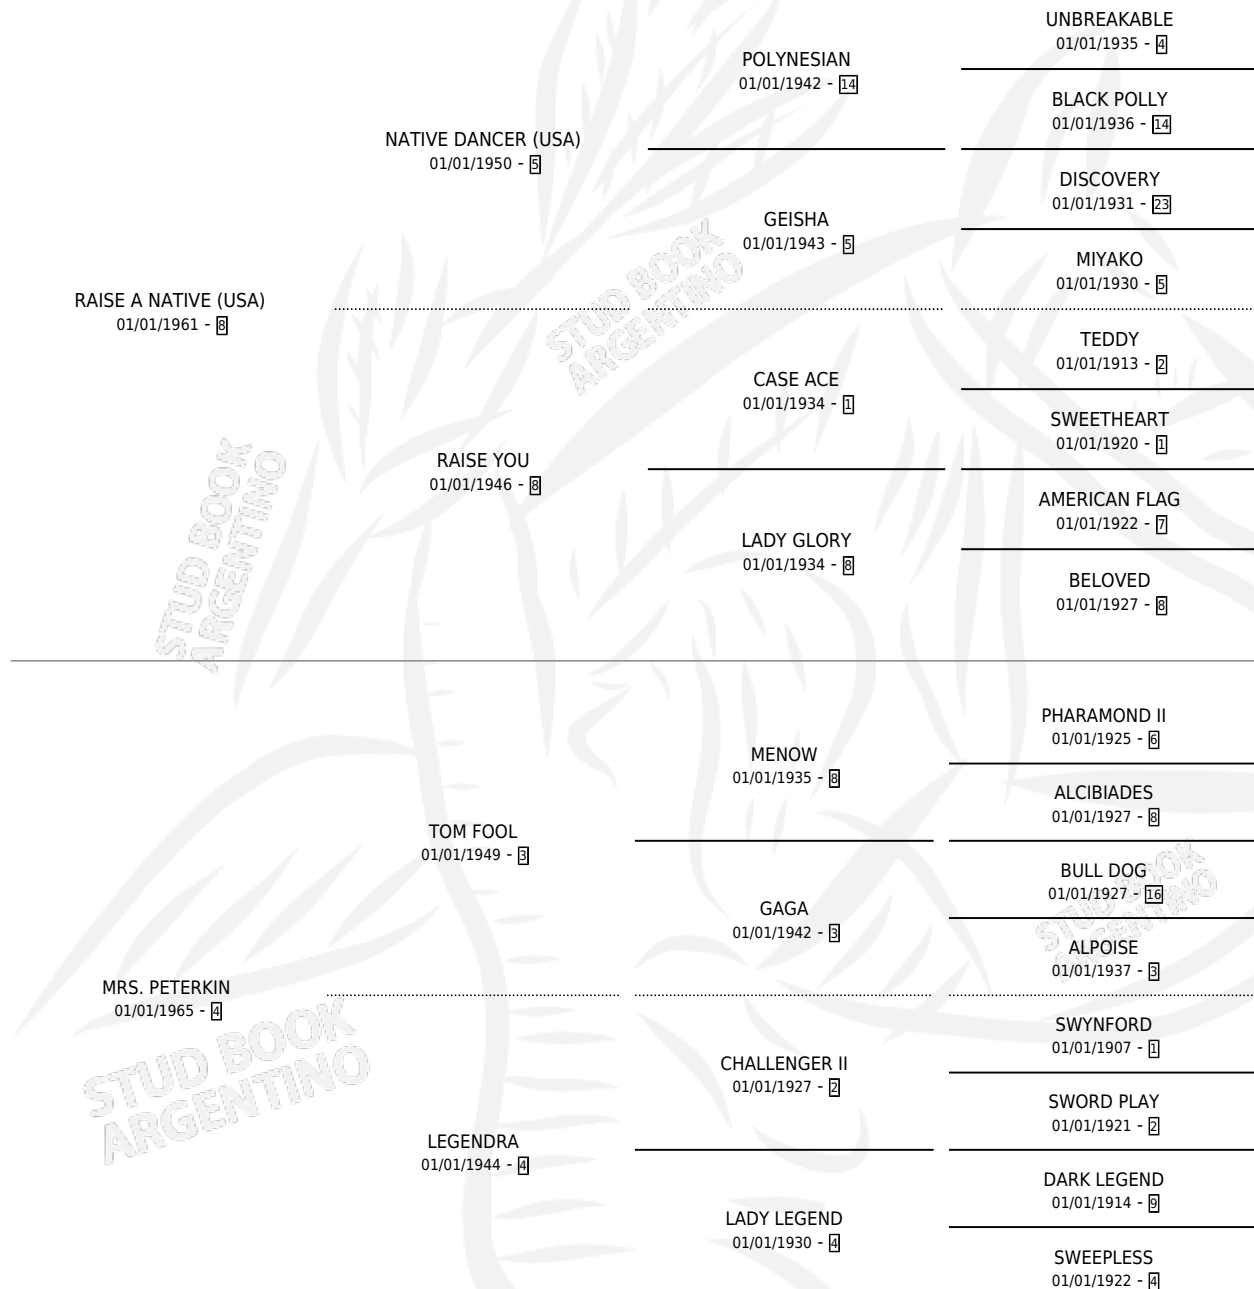 UNBREAKABLE
01/01/1935 - 4
POLYNESIAN
01/01/1942 - 14
BLACK POLLY
01/01/1936 - 14
NATIVE DANCER (USA)
01/01/1950 - 5
DISCOVERY
01/01/1931 - 23
GEISHA
01/01/1943 - 5
MIYAKO
01/01/1930 - 5
RAISE A NATIVE (USA)
01/01/1961 - 8
TEDDY
01/01/1913 - 2
CASE ACE
01/01/1934 - 1
SWEETHEART
01/01/1920 - 1
RAISE YOU
01/01/1946 - 8
AMERICAN FLAG
01/01/1922 - 7
LADY GLORY
01/01/1934 - 8
BELOVED
01/01/1927 - 8
PHARAMOND II
01/01/1925 - 6
MENOW
01/01/1935 - 8
ALCIBIADES
01/01/1927 - 8
TOM FOOL
01/01/1949 - 3
BULL DOG
01/01/1927 - 16
GAGA
01/01/1942 - 3
ALPOISE
01/01/1937 - 3
MRS. PETERKIN
01/01/1965 - 4
SWYNFORD
01/01/1907 - 1
CHALLENGER II
01/01/1927 - 2
SWORD PLAY
01/01/1921 - 2
LEGENDRA
01/01/1944 - 4
DARK LEGEND
01/01/1914 - 9
LADY LEGEND
01/01/1930 - 4
SWEEPLESS
01/01/1922 - 4
STUD BOOK
ARGENTINO
STUD BOOK
ARGENTINO
STUD BOOK
ARGENTINO
STUD BOOK
ARGENTINO